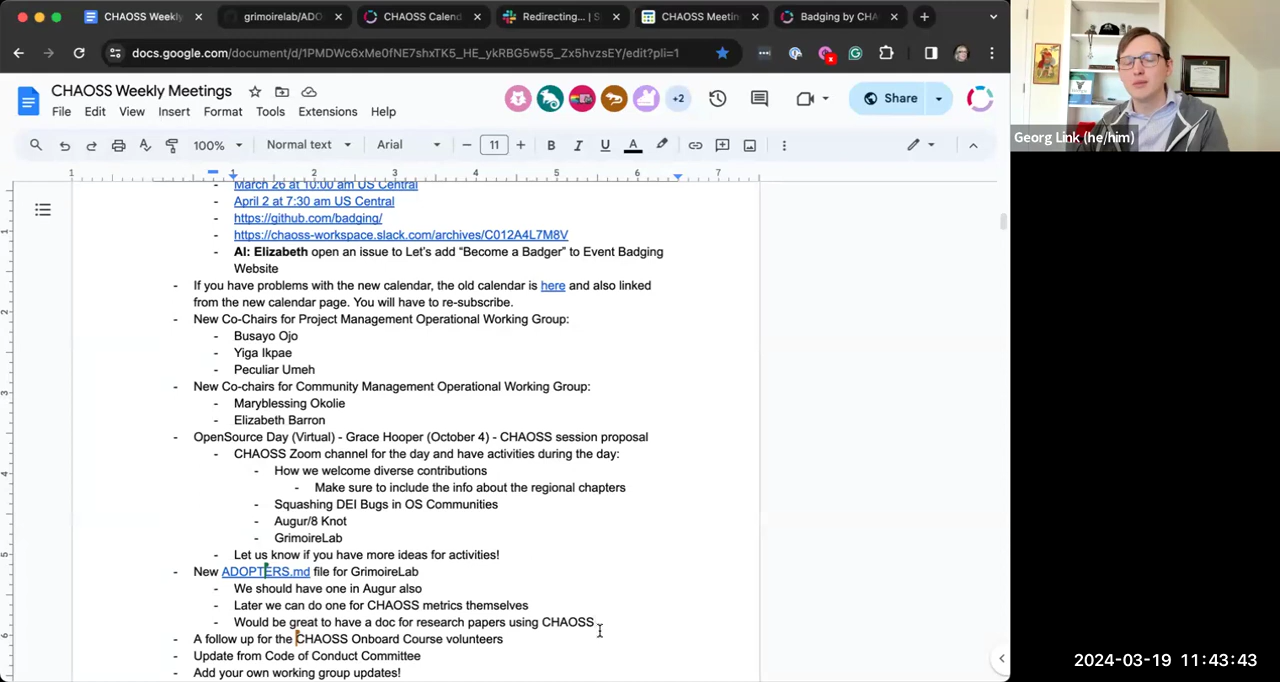 CHAOSS Weekly
grimoirelab/ADO
CHAOSS Calend
Redirecting... | S
CHAOSS Meetin
Badging by CHA
docs.google.com/document/d/1PMDWc6xMe0fNE7shxTK5_HE_ykRBG5w55_Zx5hvzsEY/edit?pli=1
CHAOSS Weekly Meetings
File Edit View Insert Format Tools Extensions Help
+2
Share
100% Normal text Arial 11 B I U A
1 1 2 3 4 5 6 7
March 26 at 10:00 am US Central
- April 2 at 7:30 am US Central
- https://github.com/badging/
- https://chaoss-workspace.slack.com/archives/C012A4L7M8V
- AI: Elizabeth open an issue to Let's add “Become a Badger” to Event Badging
Website
- If you have problems with the new calendar, the old calendar is here and also linked
from the new calendar page. You will have to re-subscribe.
- New Co-Chairs for Project Management Operational Working Group:
- Busayo Ojo
- Yiga Ikpae
- Peculiar Umeh
- New Co-chairs for Community Management Operational Working Group:
- Maryblessing Okolie
- Elizabeth Barron
- OpenSource Day (Virtual) - Grace Hooper (October 4) - CHAOSS session proposal
- CHAOSS Zoom channel for the day and have activities during the day:
- How we welcome diverse contributions
- Make sure to include the info about the regional chapters
- Squashing DEI Bugs in OS Communities
- Augur/8 Knot
- GrimoireLab
- Let us know if you have more ideas for activities!
- New ADOPTERS.md file for GrimoireLab
- We should have one in Augur also
- Later we can do one for CHAOSS metrics themselves
- Would be great to have a doc for research papers using CHAOSS
- A follow up for the CHAOSS Onboard Course volunteers
- Update from Code of Conduct Committee
- Add your own working group updates!
Georg Link (he/him)
2024-03-19 11:43:43